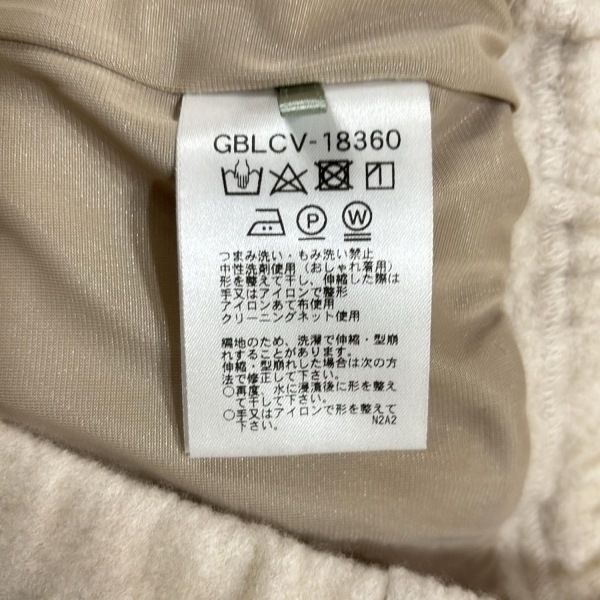 GBLCV-18360
P
W
つまみ洗い・もみ洗い禁止
中性洗剤使用（おしゃれ着用）
形を整えて干し、伸縮した際は
手又はアイロンで整形
アイロンあて布使用
クリーニングネット使用
編地のため、洗濯で伸縮・型崩
れすることがあります。
伸縮・型崩れした場合は次の方
法で修正して下さい。
○再度、水に浸漬後に形を整え
て干して下さい。
○手又はアイロンで形を整えて
下さい。
N2A2